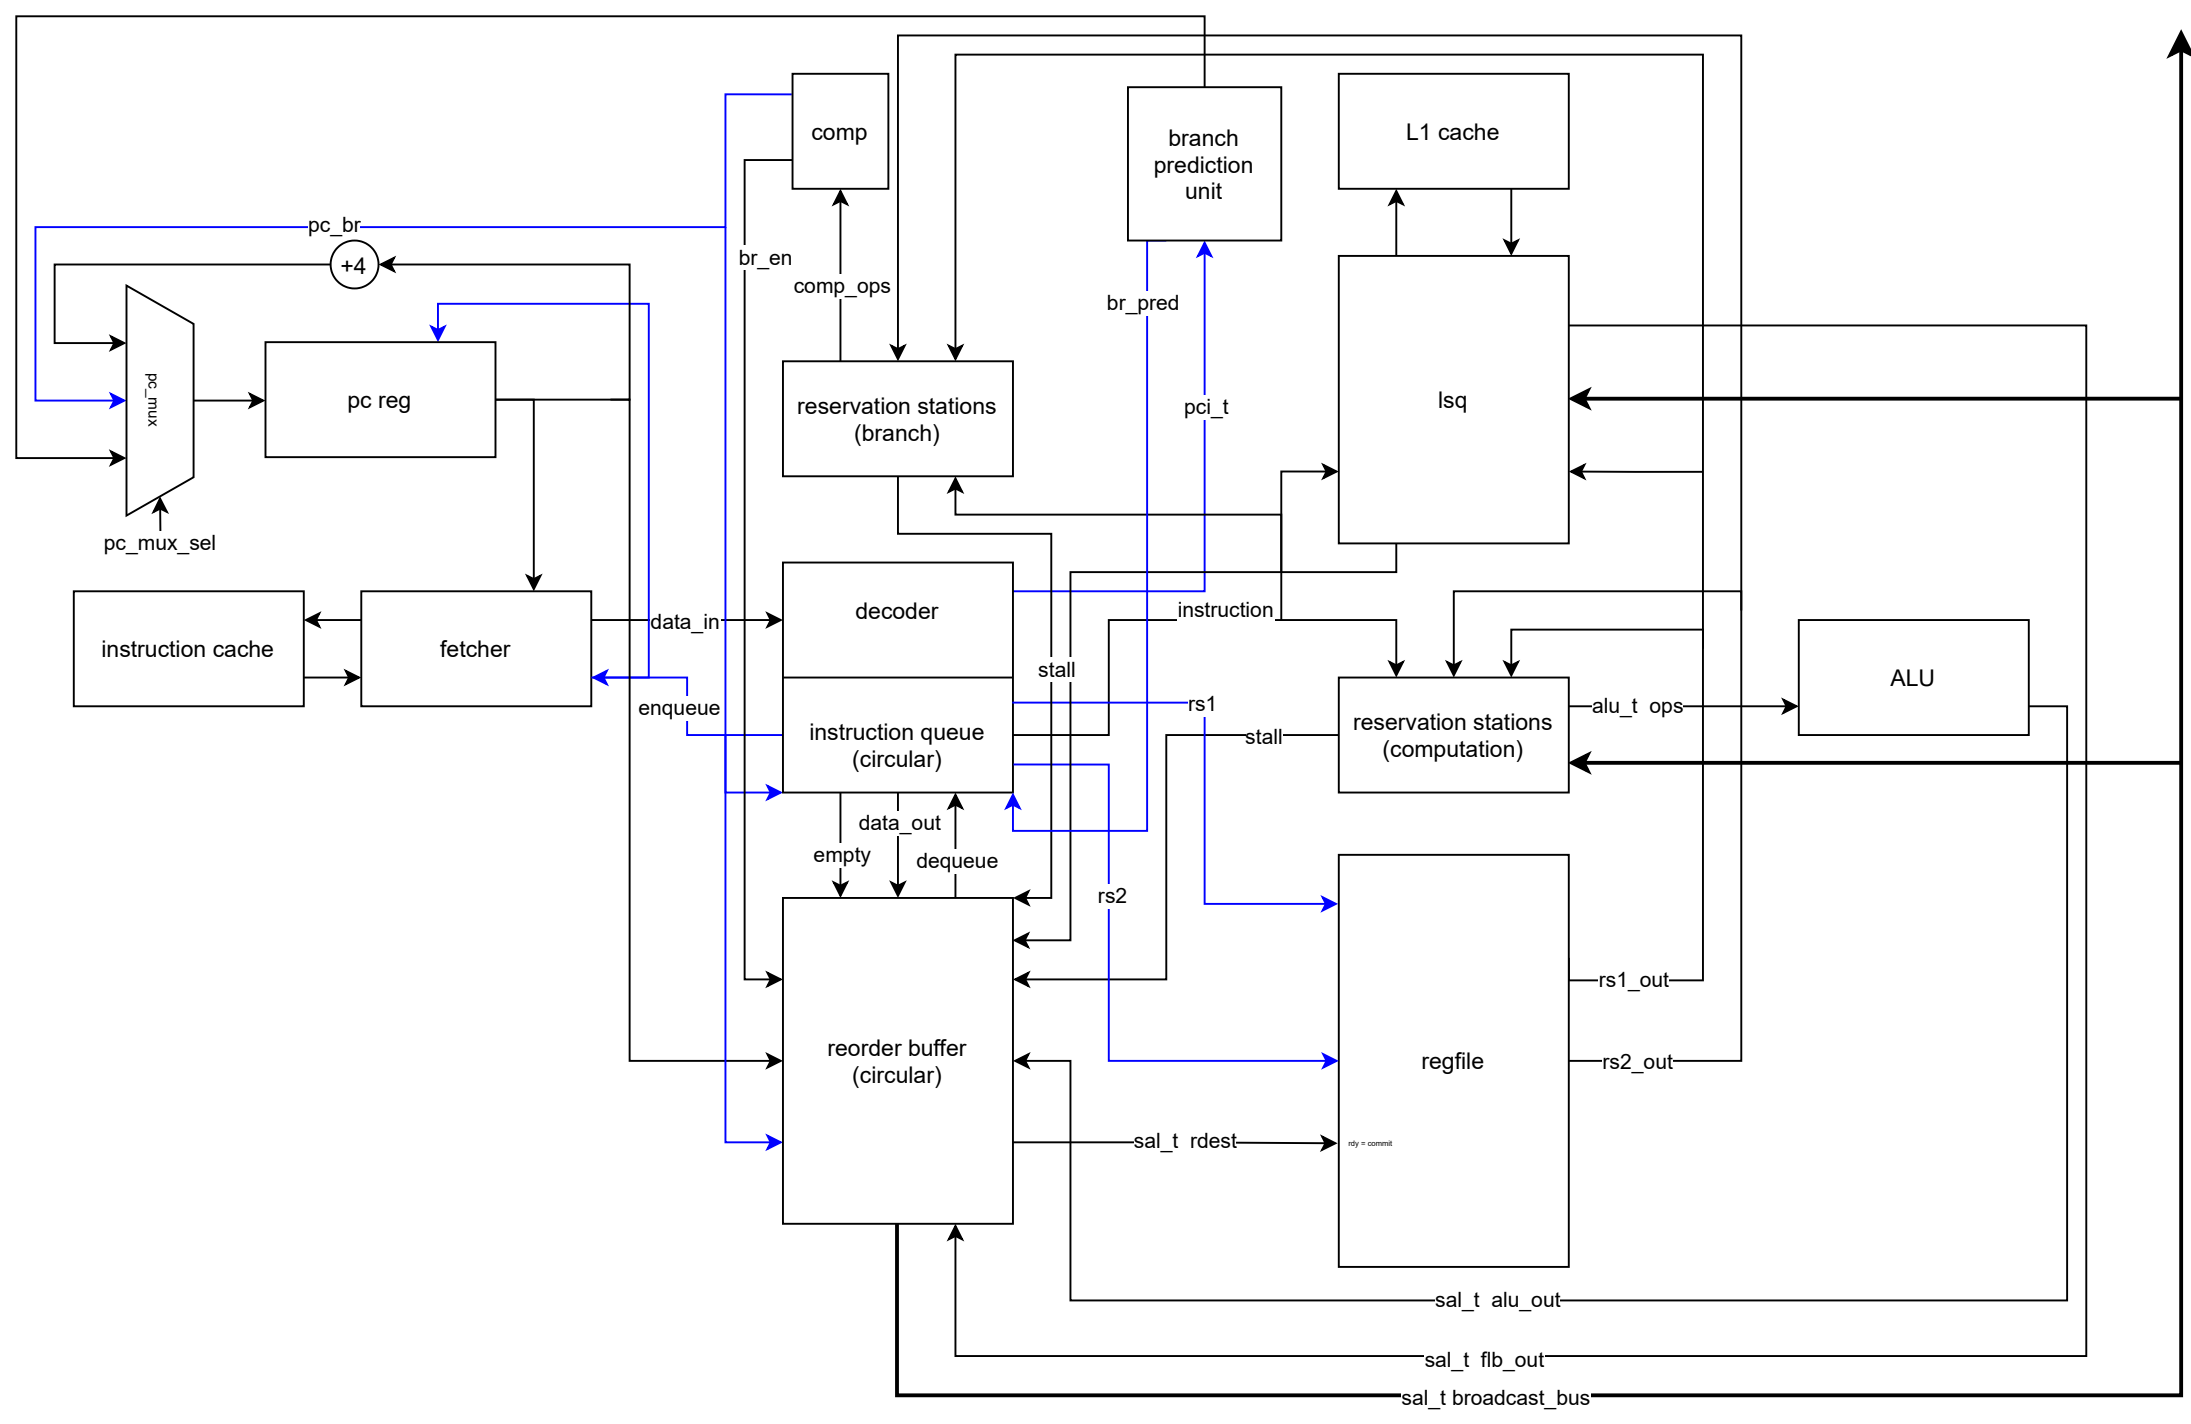 comp
branch
prediction
unit
L1 cache
pc_br
+4
br_en
comp_ops
br_pred
pc_mux
pc reg
reservation stations
(branch)
pci_t
lsq
pc_mux_sel
instruction cache
fetcher
data_in
decoder
instruction
stall
enqueue
rs1
instruction queue
(circular)
stall
reservation stations
(computation)
alu_t  ops
ALU
data_out
empty
dequeue
rs2
rs1_out
reorder buffer
(circular)
regfile
rs2_out
sal_t  rdest
rdy = commit
sal_t  alu_out
sal_t  flb_out
sal_t broadcast_bus